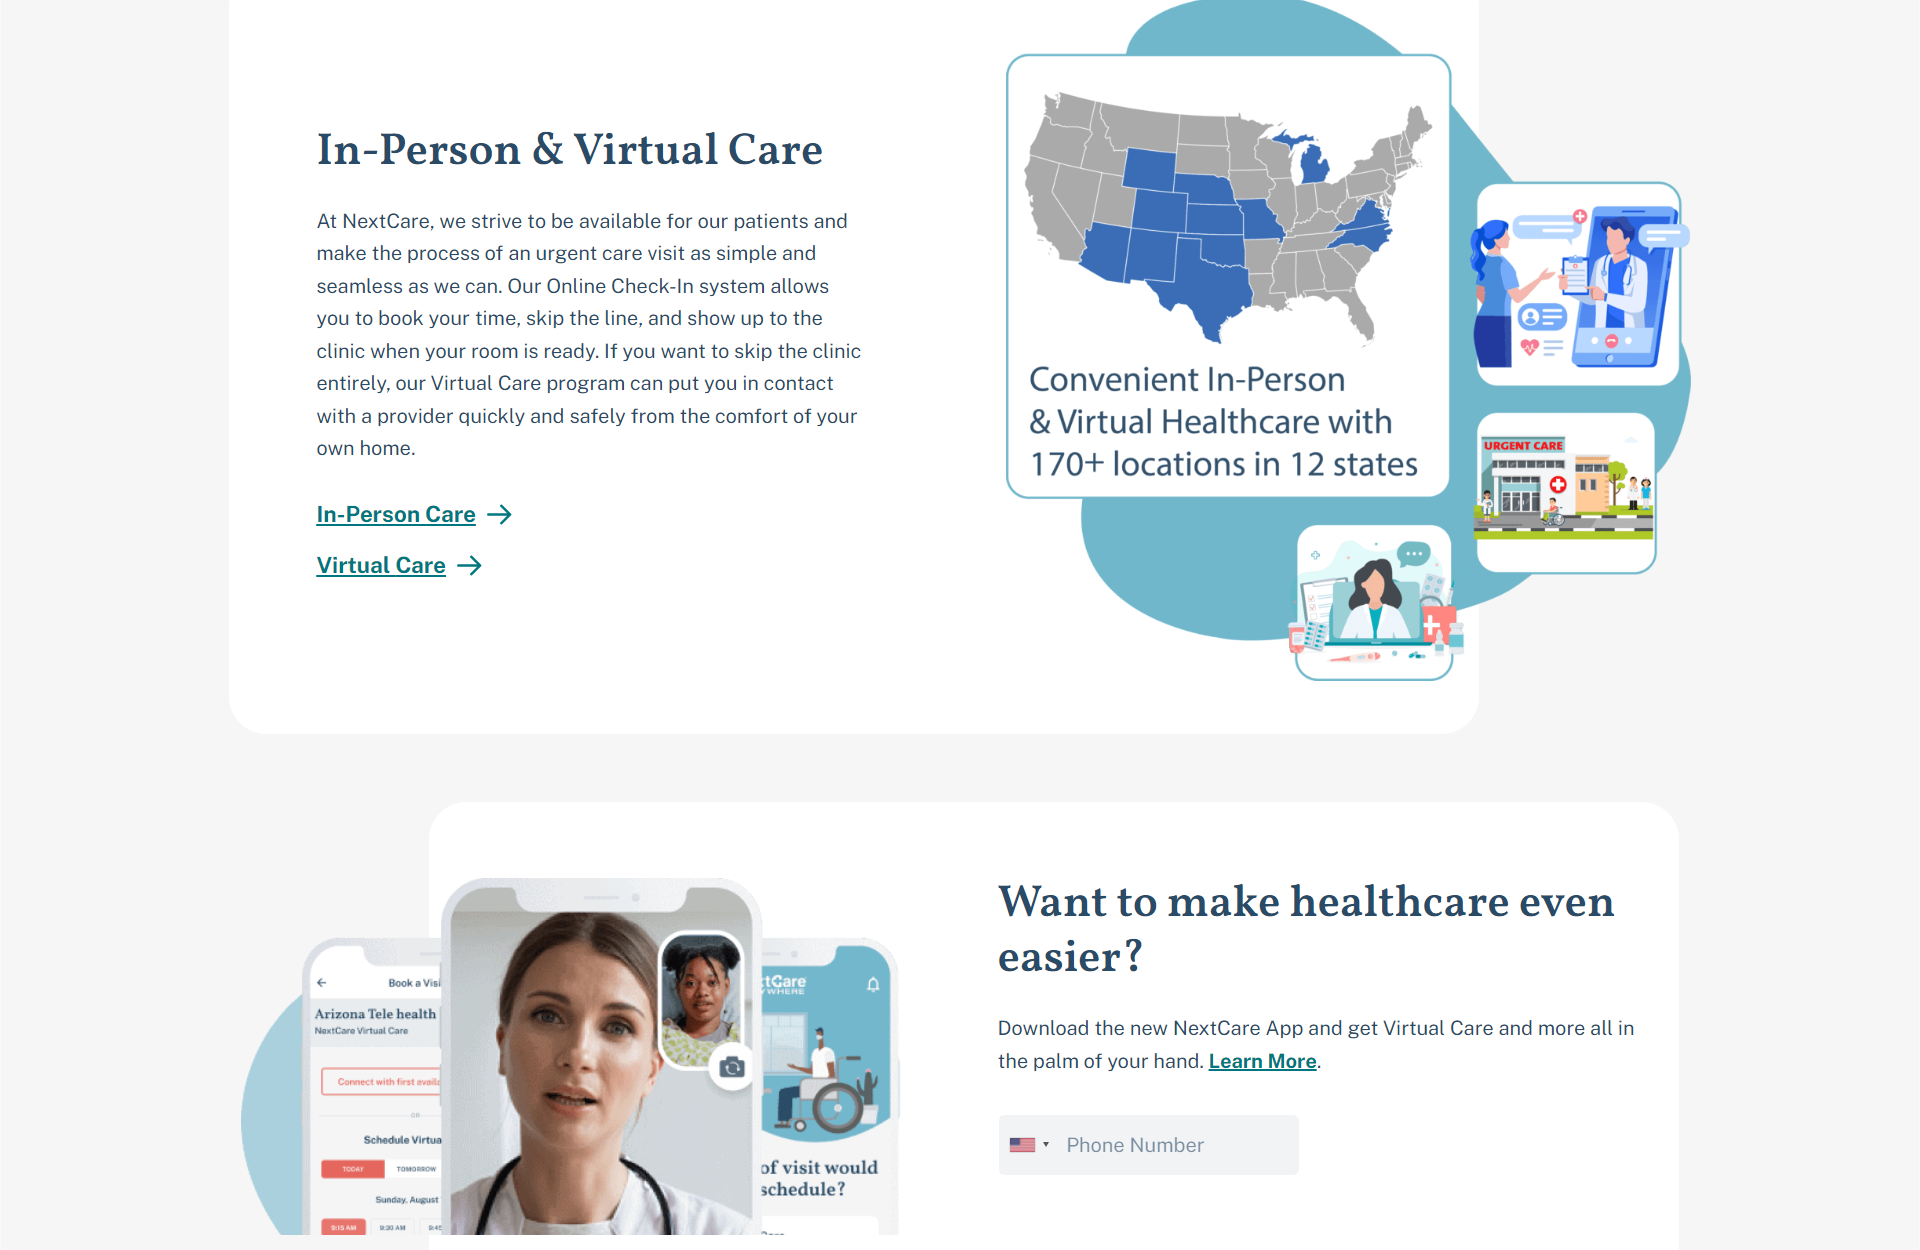 In-Person & Virtual Care
At NextCare, we strive to be available for our patients and
make the process of an urgent care visit as simple and
seamless as we can. Our Online Check-In system allows
you to book your time, skip the line, and show up to the
clinic when your room is ready. If you want to skip the clinic
entirely, our Virtual Care program can put you in contact
with a provider quickly and safely from the comfort of your
own home.
In-Person Care
Virtual Care
Convenient In-Person
& Virtual Healthcare with
170+ locations in 12 states
URGENT CARE
Want to make healthcare even
easier?
Download the new NextCare App and get Virtual Care and more all in
the palm of your hand. Learn More.
Phone Number
Book a Visi
Arizona Tele health
NextCare Virtual Care
Connect with first availa
OR
Schedule Virtua
TODAY
TOMORROW
Sunday, August
9:15 AM
9:30 AM
9:45
xtCare
YWHERE
of visit would
schedule?